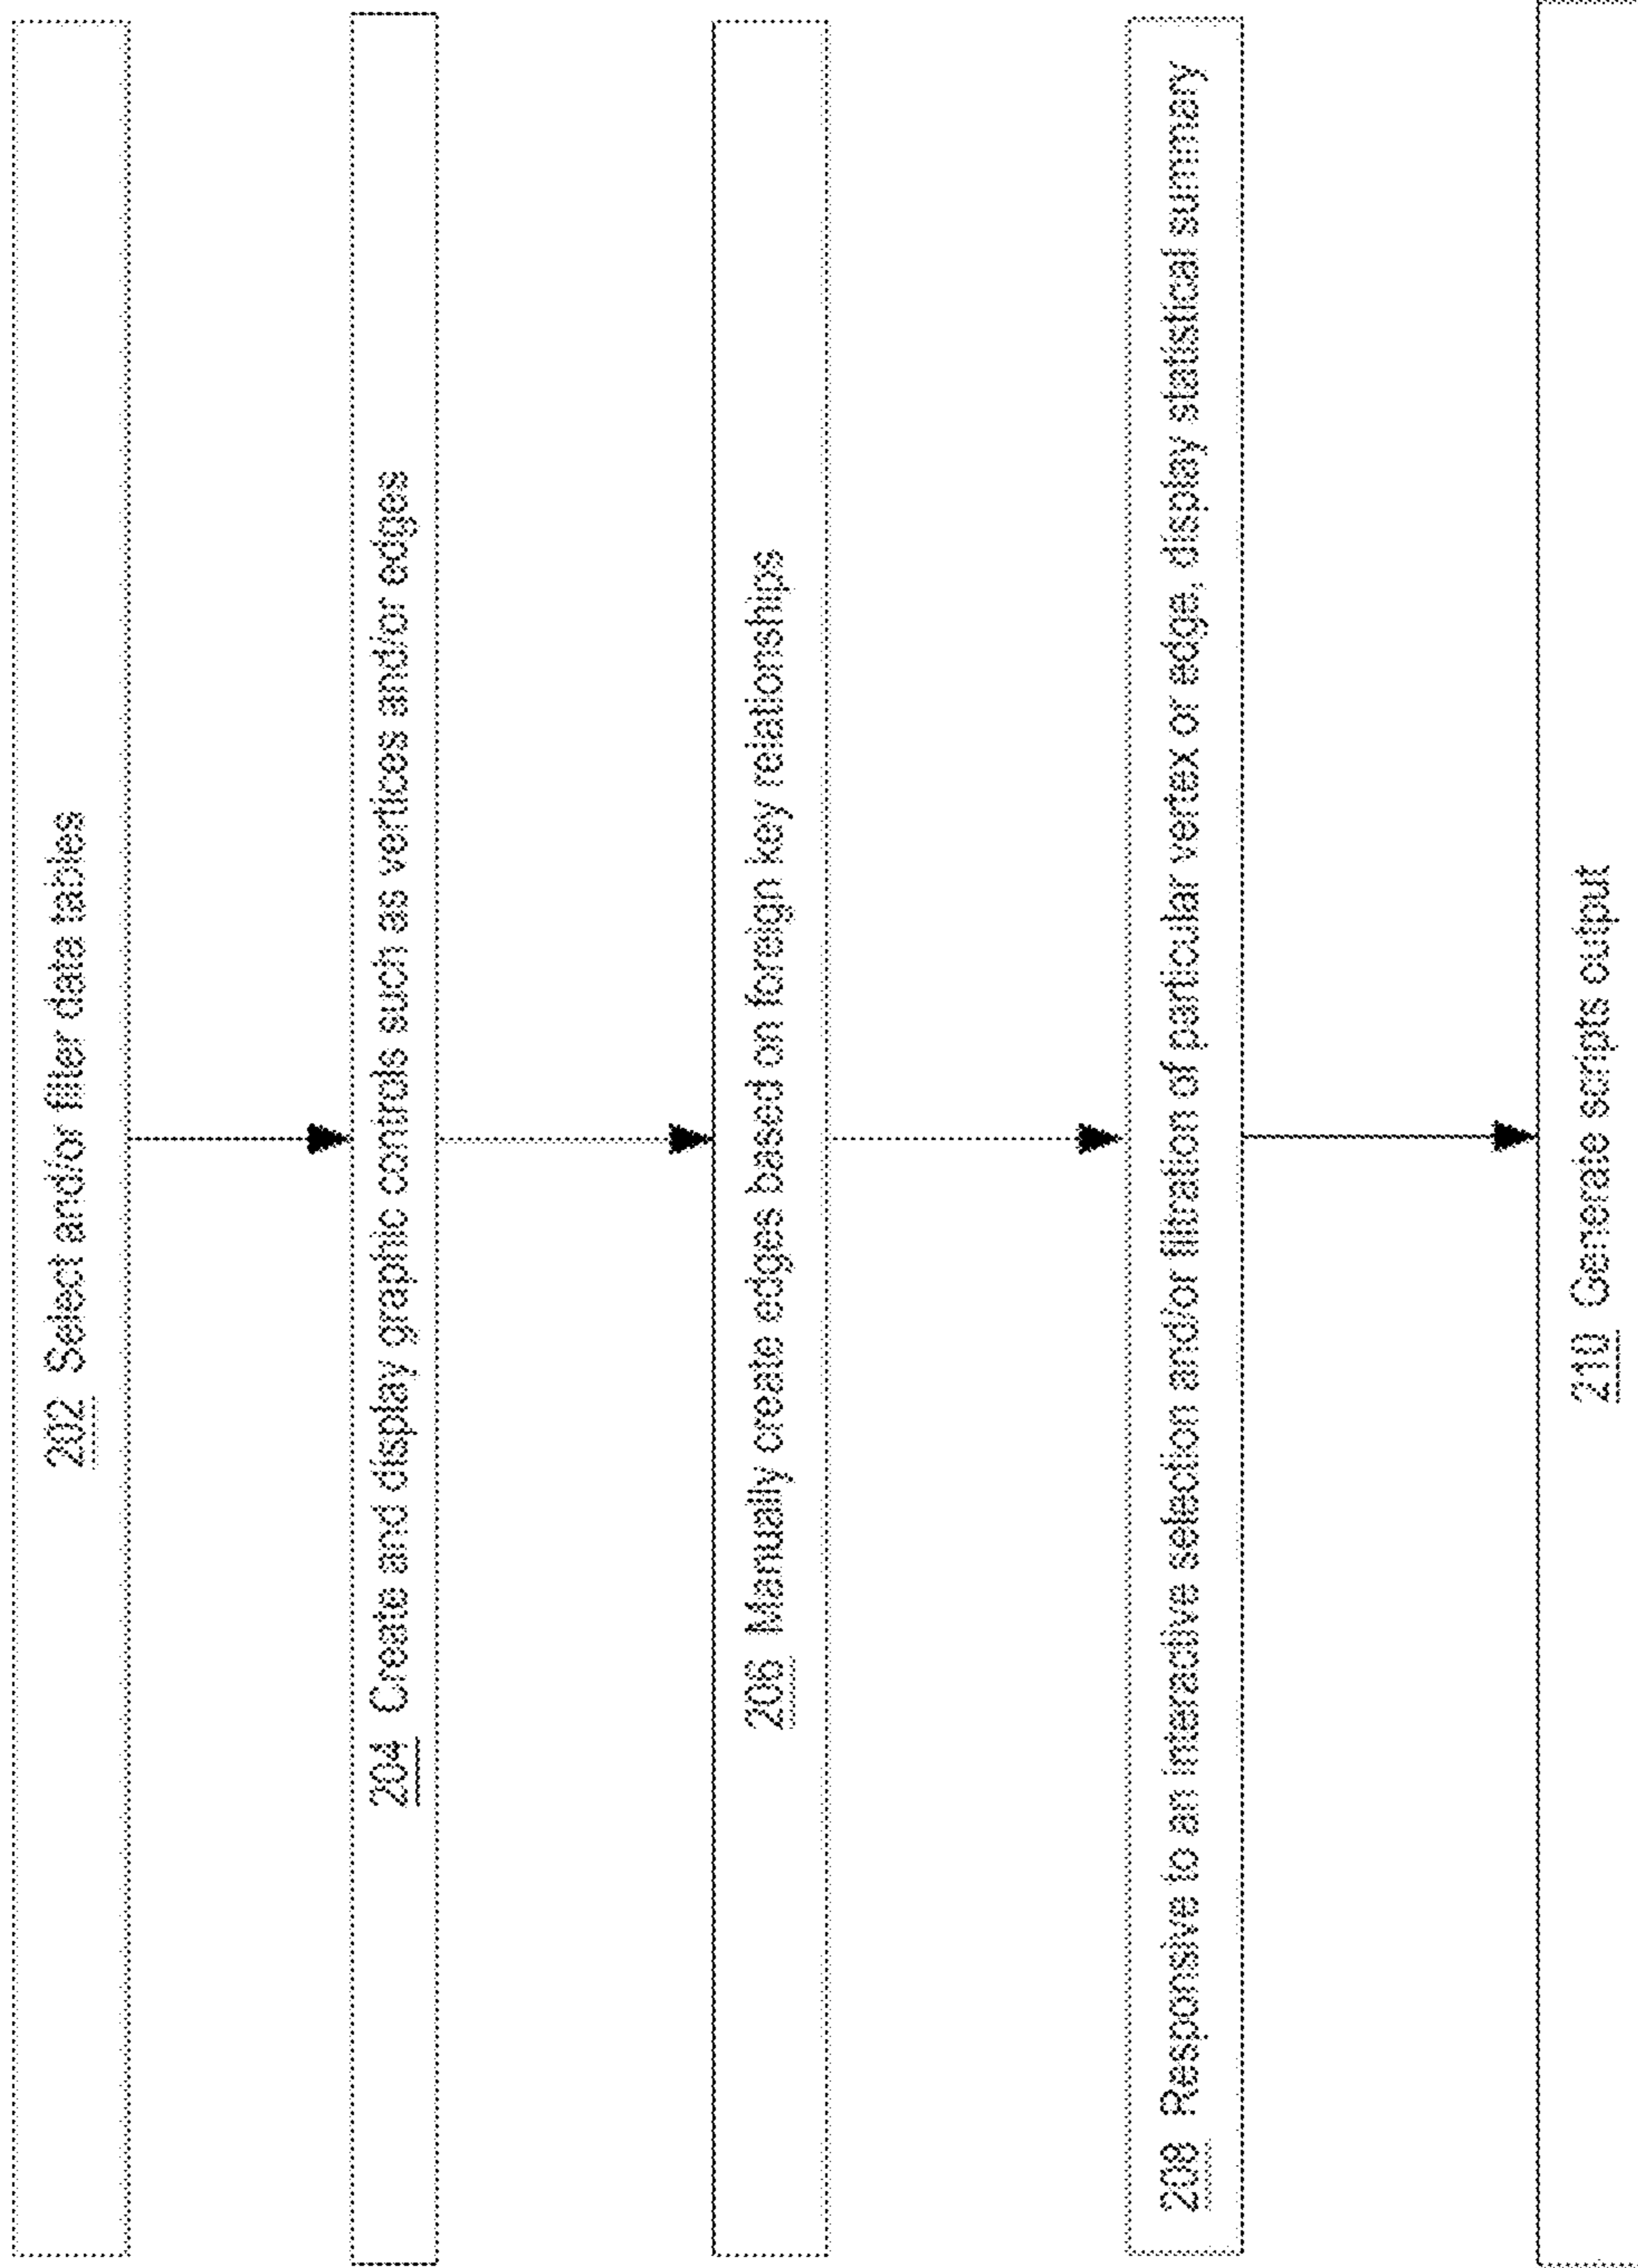 202 Select and/or filter data tables
204 Create and display graphic controls such as vertices and/or edges
206 Manually create edges based on foreign key relationships
208 Responsive to an interactive selection and/or filtration of particular vertex or edge, display statistical summary
210 Generate scripts output